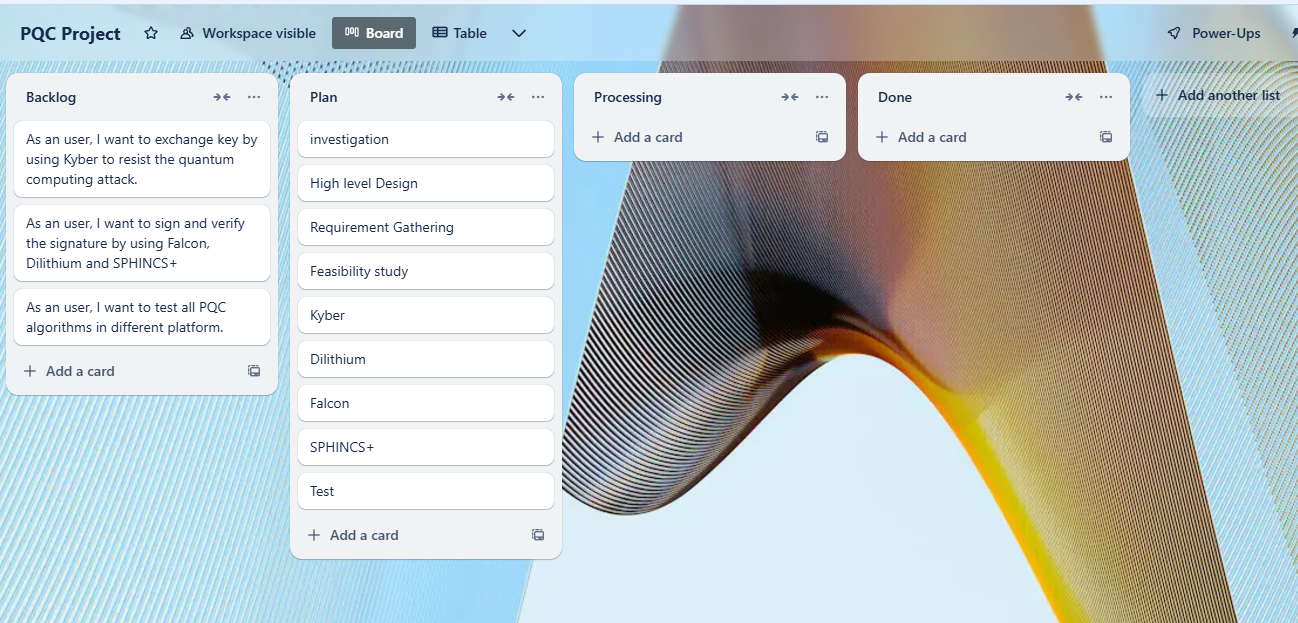 PQC Project
Workspace visible
Board
Table
Power-Ups
Backlog
As an user, I want to exchange key by
using Kyber to resist the quantum
computing attack.
As an user, I want to sign and verify
the signature by using Falcon,
Dilithium and SPHINCS+
As an user, I want to test all PQC
algorithms in different platform.
Add a card
Plan
investigation
High level Design
Requirement Gathering
Feasibility study
Kyber
Dilithium
Falcon
SPHINCS+
Test
Add a card
Processing
Add a card
Done
Add a card
Add another list